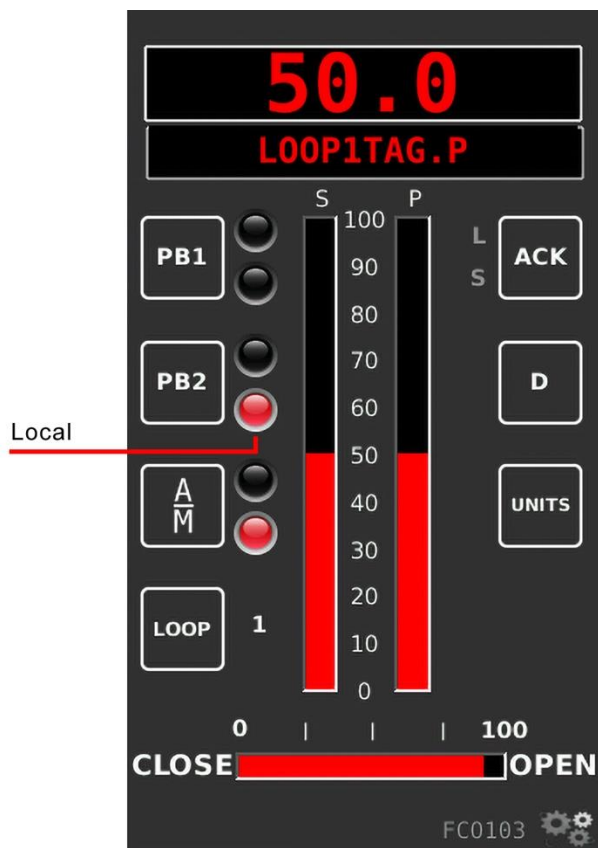 50.0
LOOP1TAG.P
S P
PB1
100
90
80
70
60
50
40
30
20
10
0
L
S
ACK
PB2
D
Local
A
M
UNITS
LOOP 1
0 100
CLOSE OPEN
FC0103